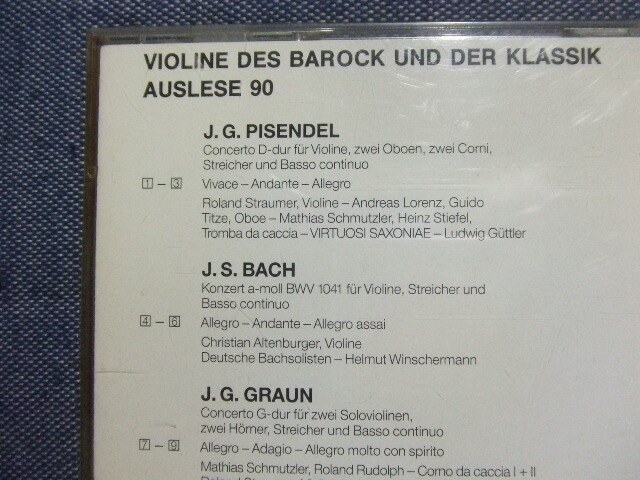 VIOLINE DES BAROCK UND DER KLASSIK
AUSLESE 90
J. G. PISENDEL
Concerto D-dur für Violine, zwei Oboen, zwei Corni,
Streicher und Basso continuo
1 – 3 Vivace – Andante – Allegro
Roland Straumer, Violine – Andreas Lorenz, Guido
Titze, Oboe – Mathias Schmutzler, Heinz Stiefel,
Tromba da caccia – VIRTUOSI SAXONIAE – Ludwig Güttler
J. S. BACH
Konzert a-moll BWV 1041 für Violine, Streicher und
Basso continuo
4 – 6 Allegro – Andante – Allegro assai
Christian Altenburger, Violine
Deutsche Bachsolisten – Helmut Winschermann
J. G. GRAUN
Concerto G-dur für zwei Soloviolinen,
zwei Hörner, Streicher und Basso continuo
7 – 9 Allegro – Adagio – Allegro molto con spirito
Mathias Schmutzler, Roland Rudolph – Corno da caccia I + II